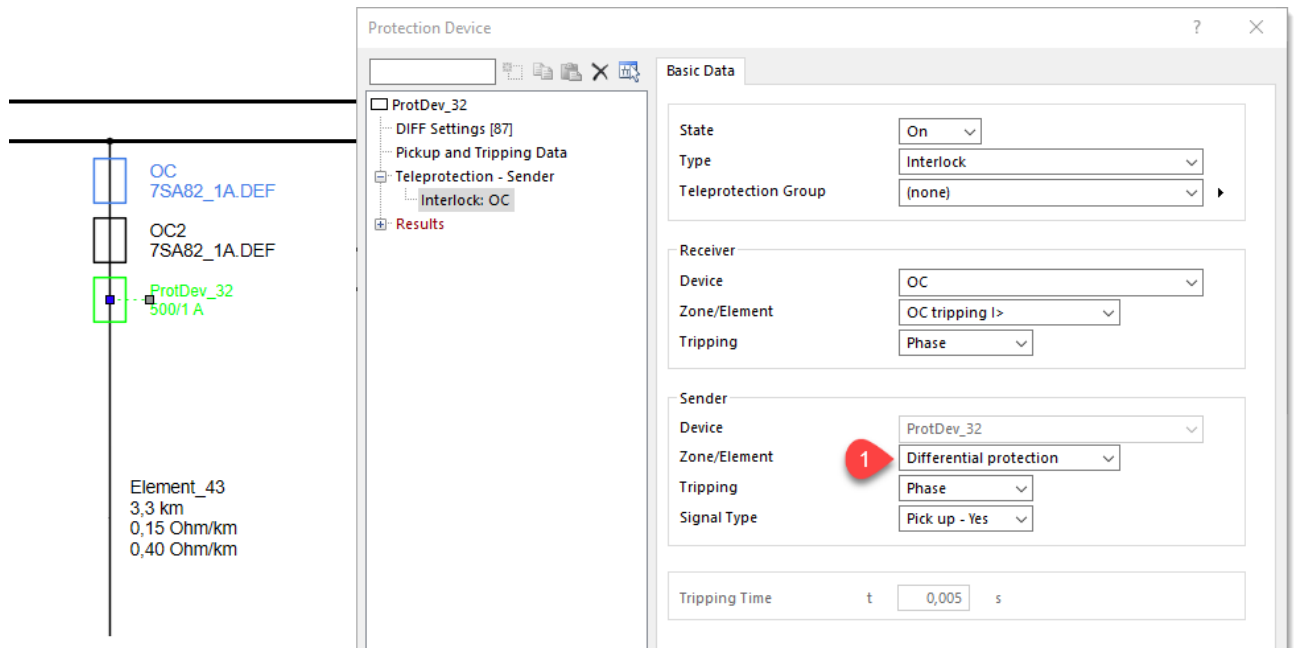 OC
7SA82_1A.DEF
OC2
7SA82_1A.DEF
ProtDev_32
500/1 A
Element_43
3,3 km
0,15 Ohm/km
0,40 Ohm/km
Protection Device
?
ProtDev_32
DIFF Settings [87]
Pickup and Tripping Data
Teleprotection - Sender
Interlock: OC
Results
Basic Data
State On
Type Interlock
Teleprotection Group (none)
Receiver
Device OC
Zone/Element OC tripping I>
Tripping Phase
Sender
Device ProtDev_32
Zone/Element 1 Differential protection
Tripping Phase
Signal Type Pick up - Yes
Tripping Time t 0,005 s